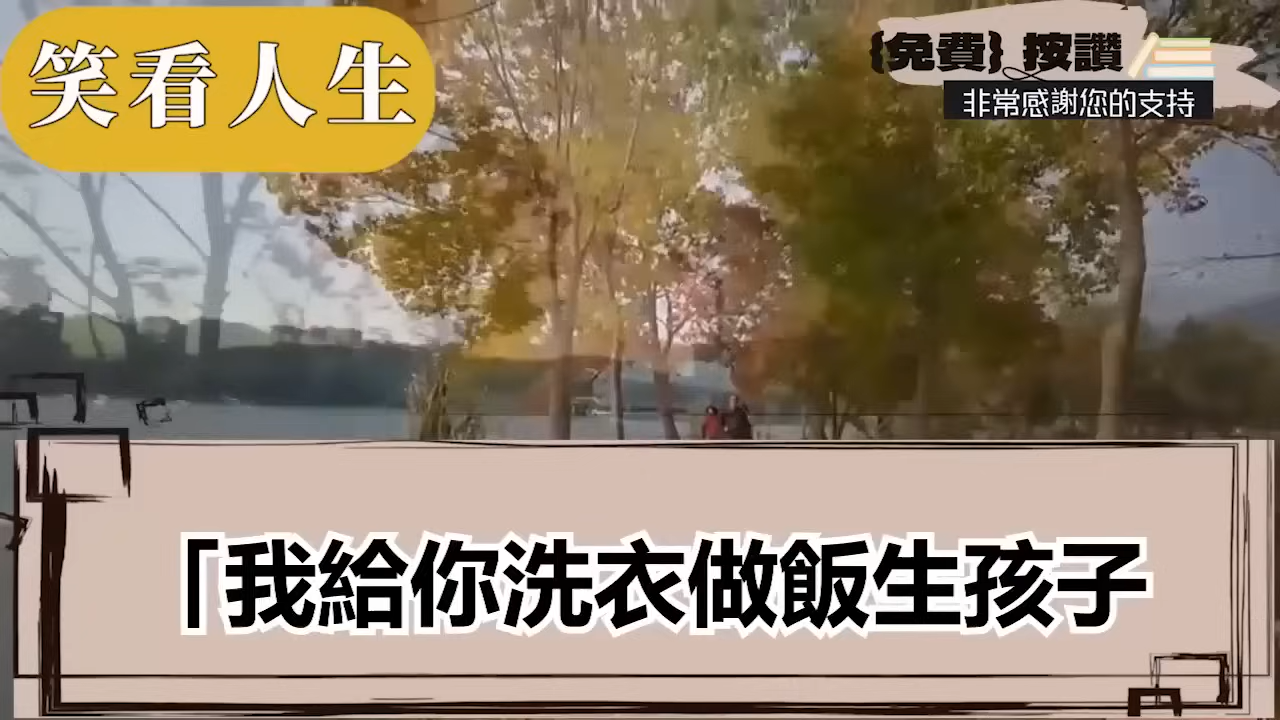 笑看人生
{免費} 按讚
非常感謝您的支持
「我給你洗衣做飯生孩子